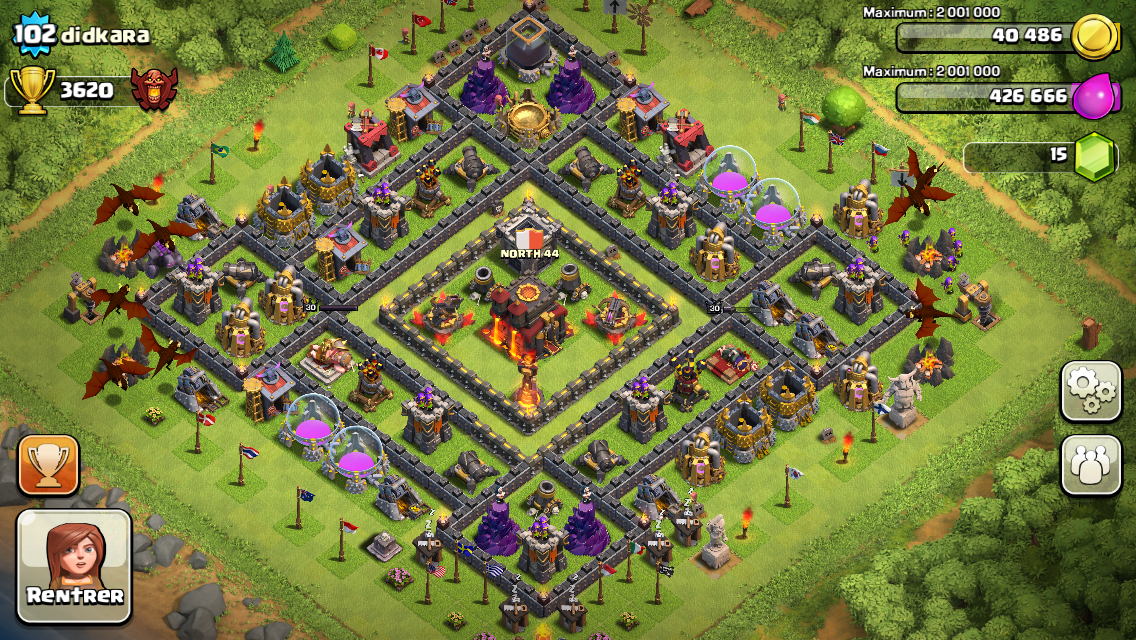 102 didkara
3620
Maximum : 2 001 000
40 486
Maximum : 2 001 000
426 666
15
NORTH 44
30
30
Rentrer